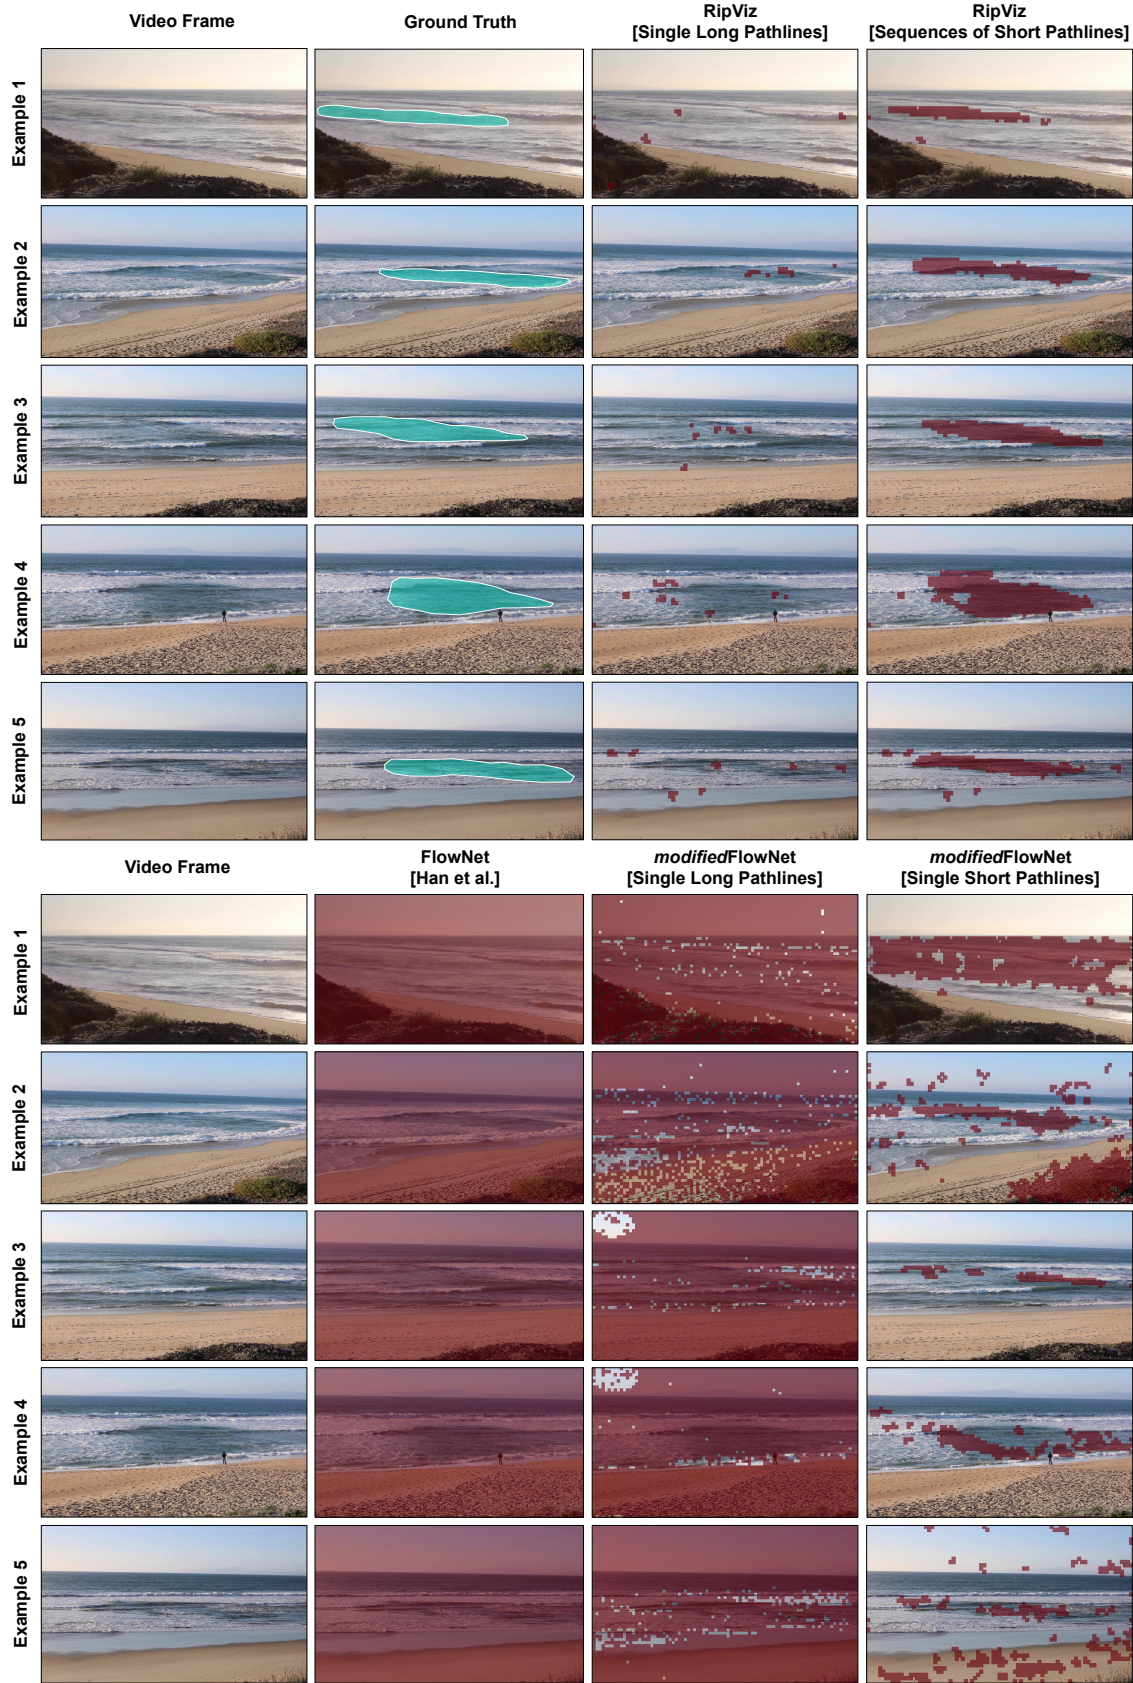 Video Frame
Ground Truth
RipViz
[Single Long Pathlines]
RipViz
[Sequences of Short Pathlines]
Example 1
Example 2
Example 3
Example 4
Example 5
Video Frame
FlowNet
[Han et al.]
modifiedFlowNet
[Single Long Pathlines]
modifiedFlowNet
[Single Short Pathlines]
Example 1
Example 2
Example 3
Example 4
Example 5